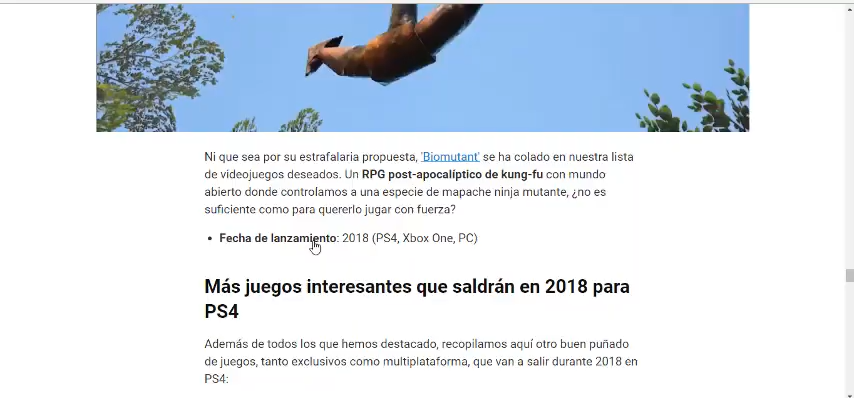 Ni que sea por su estrafalaria propuesta, 'Biomutant' se ha colado en nuestra lista
de videojuegos deseados. Un RPG post-apocalíptico de kung-fu con mundo
abierto donde controlamos a una especie de mapache ninja mutante, ¿no es
suficiente como para quererlo jugar con fuerza?
• Fecha de lanzamiento: 2018 (PS4, Xbox One, PC)
Más juegos interesantes que saldrán en 2018 para
PS4
Además de todos los que hemos destacado, recopilamos aquí otro buen puñado
de juegos, tanto exclusivos como multiplataforma, que van a salir durante 2018 en
PS4: